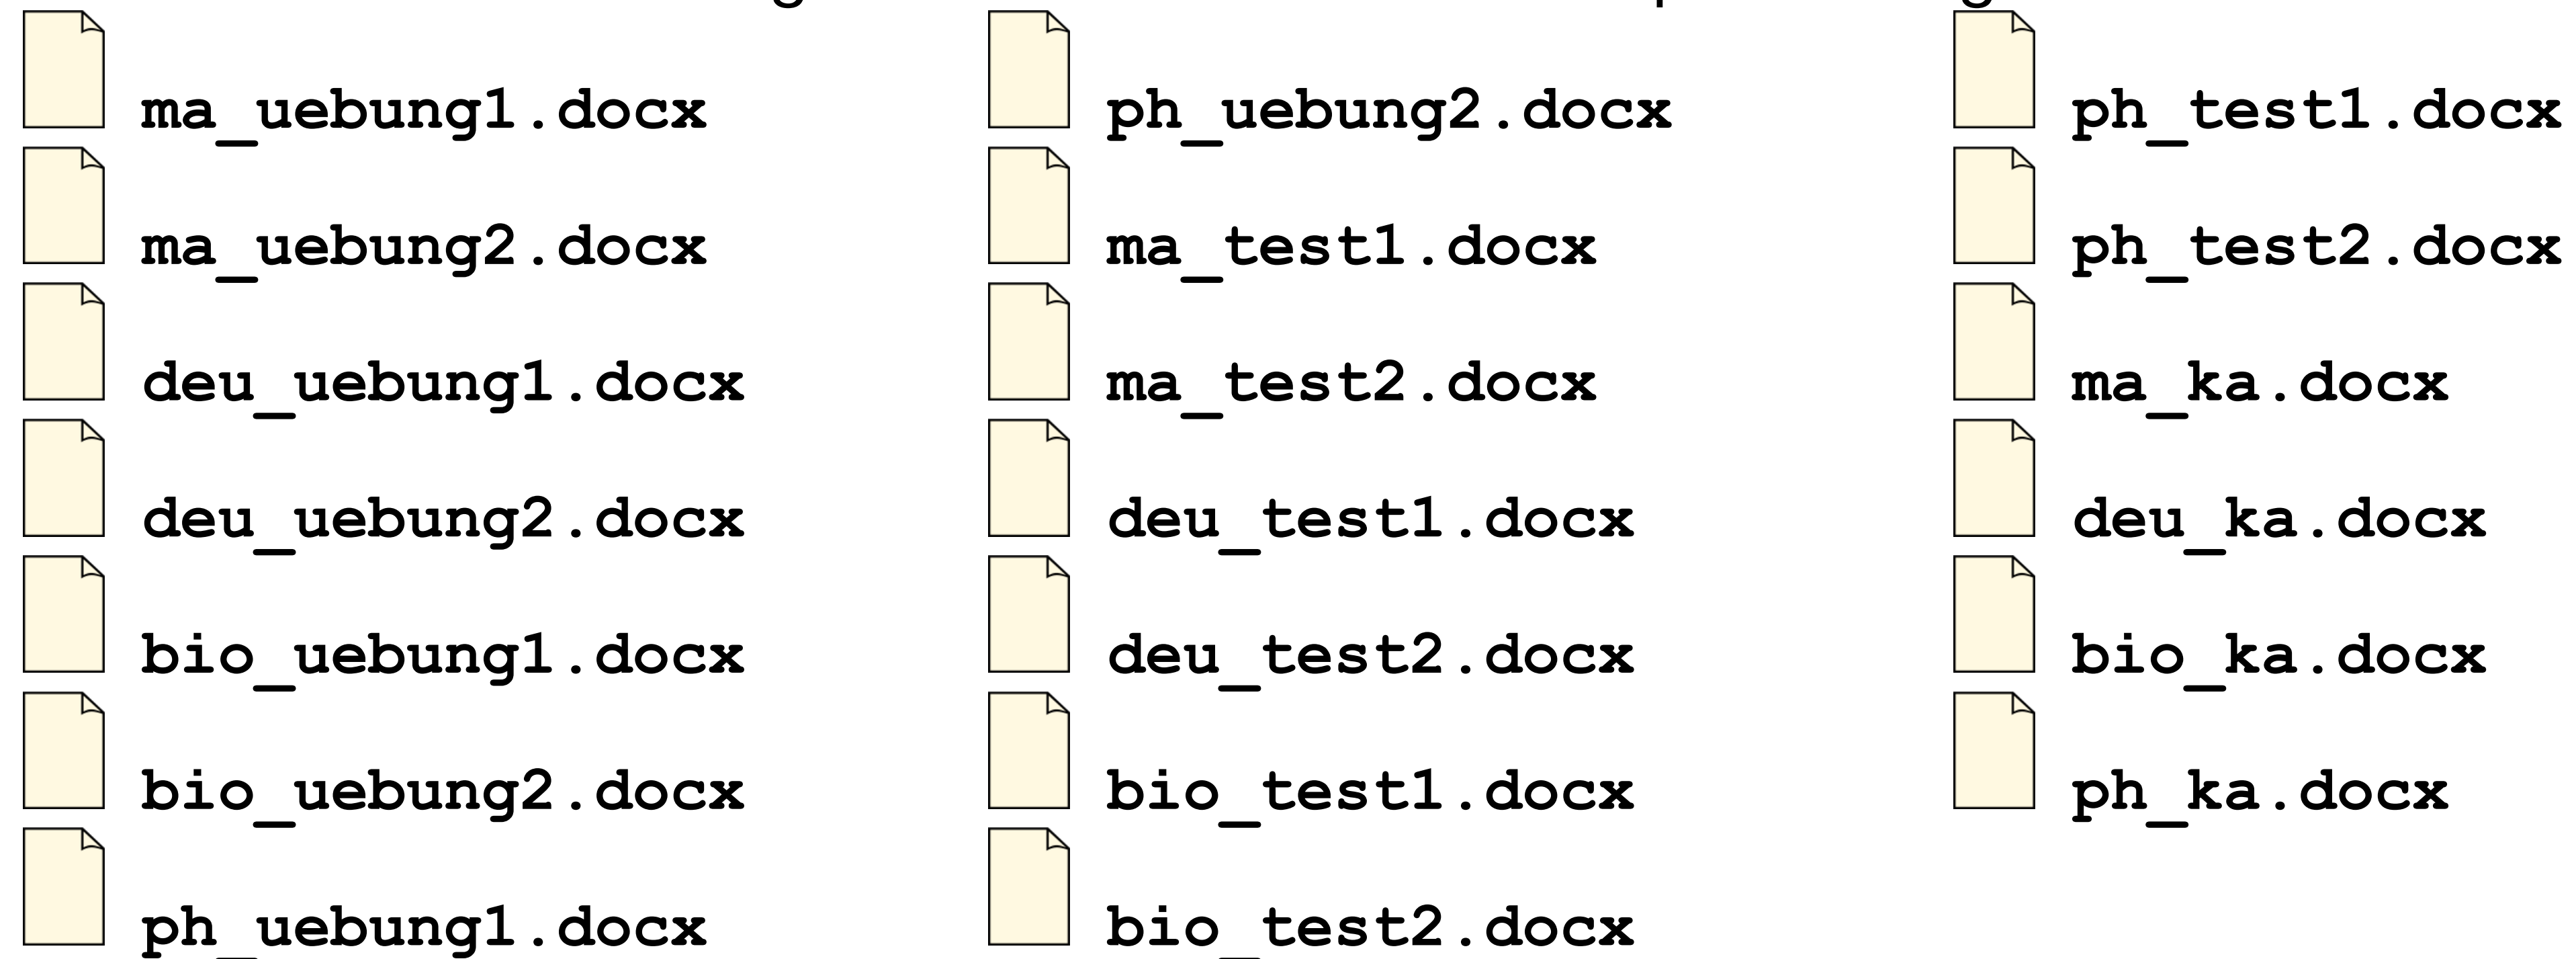 ma_uebung1.docx
ma_uebung2.docx
deu_uebung1.docx
deu_uebung2.docx
bio_uebung1.docx
bio_uebung2.docx
ph_uebung1.docx
ph_uebung2.docx
ma_test1.docx
ma_test2.docx
deu_test1.docx
deu_test2.docx
bio_test1.docx
bio_test2.docx
ph_test1.docx
ph_test2.docx
ma_ka.docx
deu_ka.docx
bio_ka.docx
ph_ka.docx